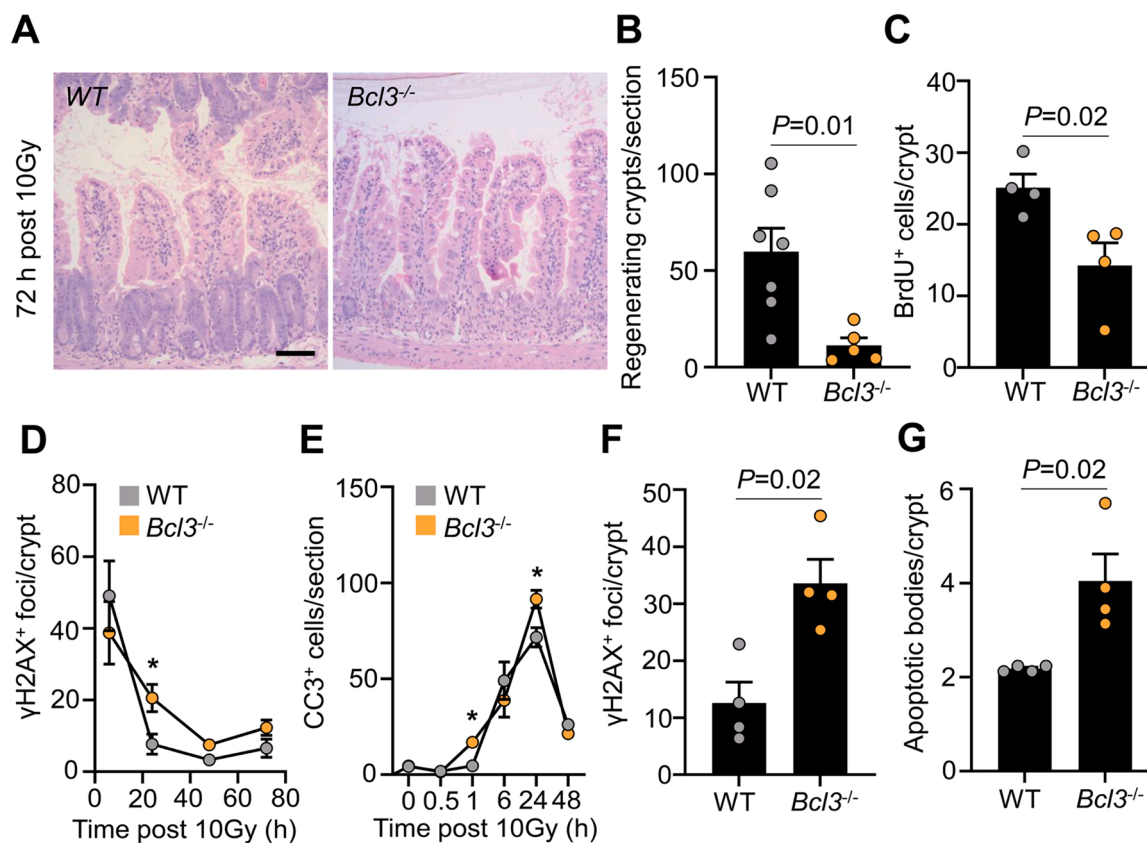 A
WT
Bcl3-/-
72 h post 10Gy
B
Regenerating crypts/section
150
100
50
0
P=0.01
WT
Bcl3-/-
C
BrdU+ cells/crypt
40
30
20
10
0
P=0.02
WT
Bcl3-/-
D
γH2AX+ foci/crypt
80
60
40
20
0
WT
Bcl3-/-
*
0 20 40 60 80
Time post 10Gy (h)
E
CC3+ cells/section
150
100
50
0
WT
Bcl3-/-
*
*
0 0.5 1 6 24 48
Time post 10Gy (h)
F
γH2AX+ foci/crypt
50
40
30
20
10
0
P=0.02
WT
Bcl3-/-
G
Apoptotic bodies/crypt
6
4
2
0
P=0.02
WT
Bcl3-/-